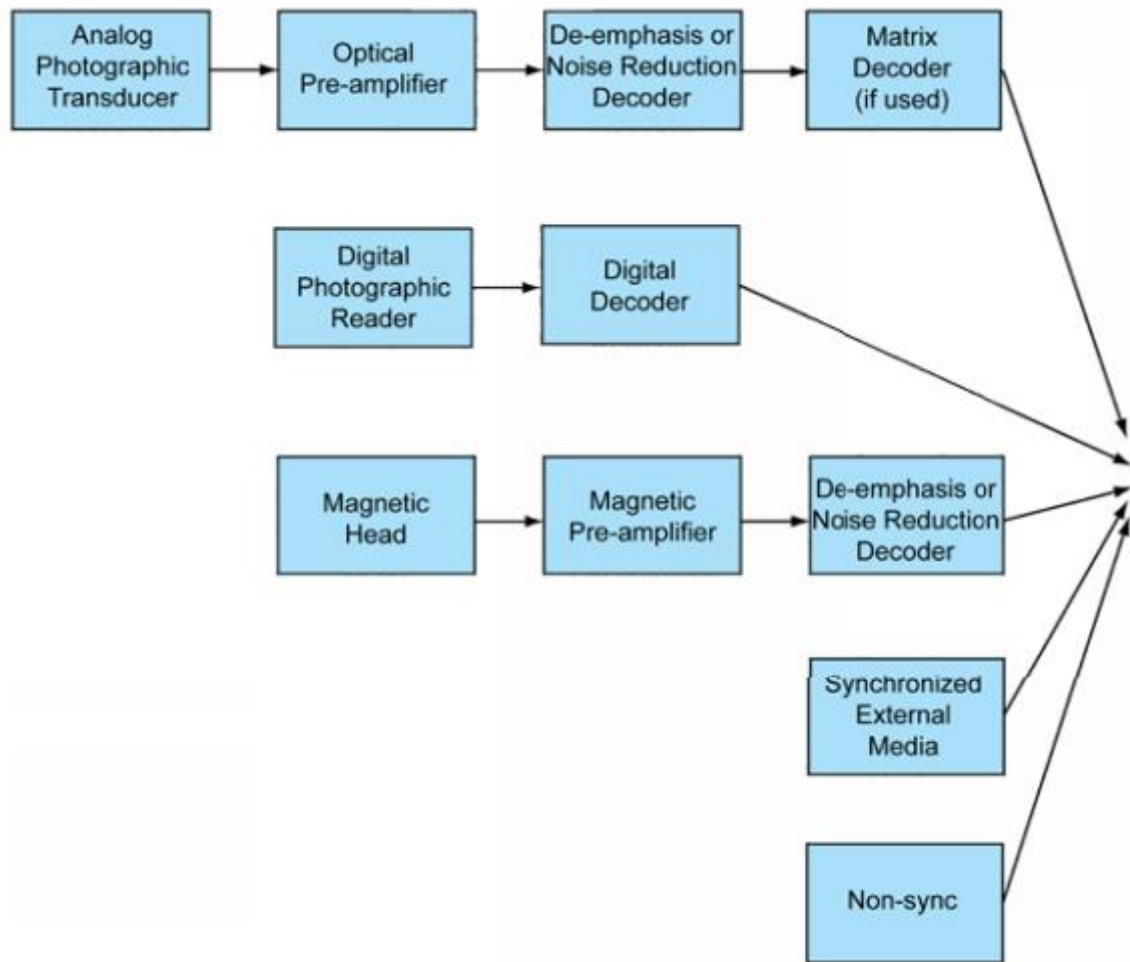 Analog
Photographic
Transducer
Optical
Pre-amplifier
De-emphasis or
Noise Reduction
Decoder
Matrix
Decoder
(if used)
Digital
Photographic
Reader
Digital
Decoder
Magnetic
Head
Magnetic
Pre-amplifier
De-emphasis or
Noise Reduction
Decoder
Synchronized
External
Media
Non-sync